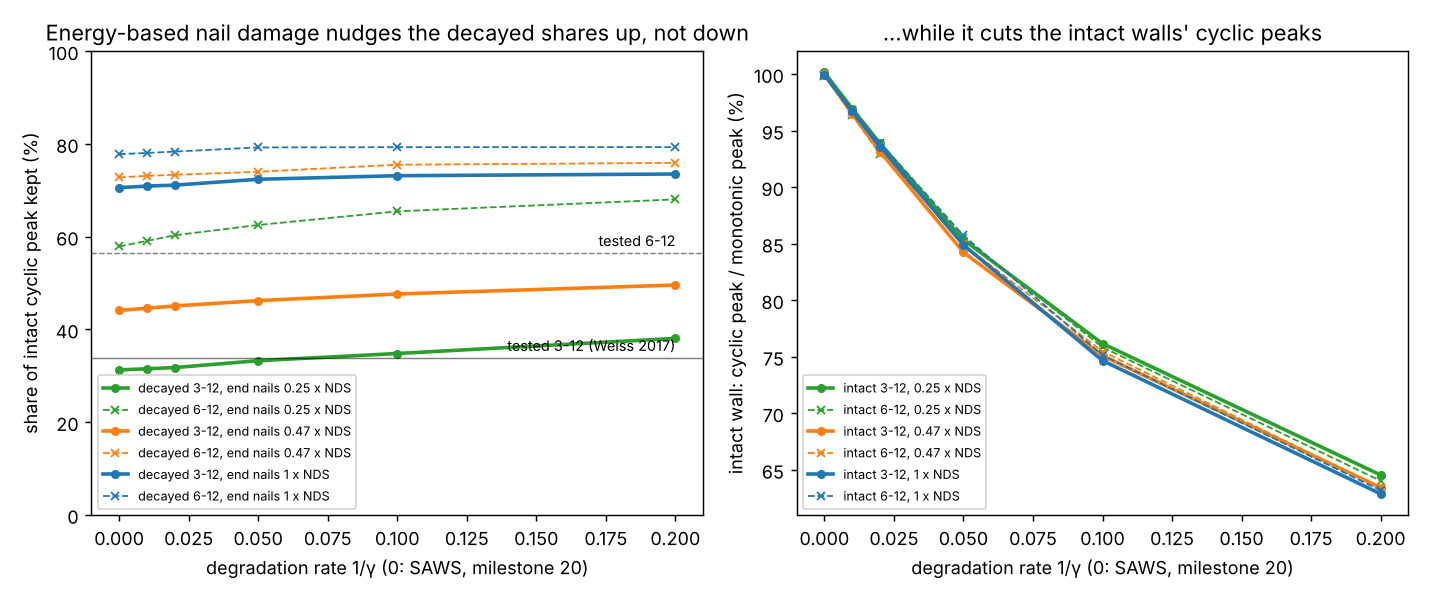 Energy-based nail damage nudges the decayed shares up, not down
share of intact cyclic peak kept (%)
100
80
60
40
20
0
tested 6-12
tested 3-12 (Weiss 2017)
decayed 3-12, end nails 0.25 x NDS
decayed 6-12, end nails 0.25 x NDS
decayed 3-12, end nails 0.47 x NDS
decayed 6-12, end nails 0.47 x NDS
decayed 3-12, end nails 1 x NDS
decayed 6-12, end nails 1 x NDS
0.000 0.025 0.050 0.075 0.100 0.125 0.150 0.175 0.200
degradation rate 1/γ (0: SAWS, milestone 20)
...while it cuts the intact walls' cyclic peaks
intact wall: cyclic peak / monotonic peak (%)
100
95
90
85
80
75
70
65
intact 3-12, 0.25 x NDS
intact 6-12, 0.25 x NDS
intact 3-12, 0.47 x NDS
intact 6-12, 0.47 x NDS
intact 3-12, 1 x NDS
intact 6-12, 1 x NDS
0.000 0.025 0.050 0.075 0.100 0.125 0.150 0.175 0.200
degradation rate 1/γ (0: SAWS, milestone 20)